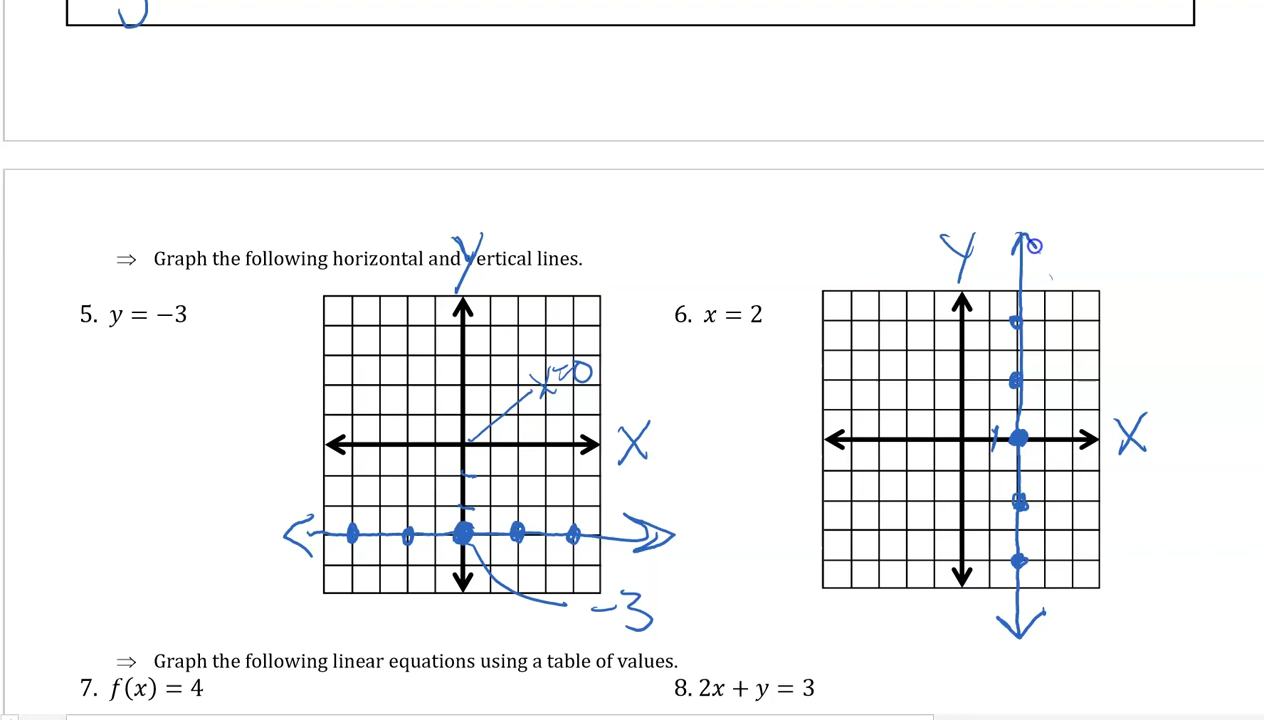 ⇒ Graph the following horizontal and vertical lines.
Y
Y
5. y = −3
6. x = 2
x=0
X
1
X
−3
⇒ Graph the following linear equations using a table of values.
7. f(x) = 4
8. 2x + y = 3